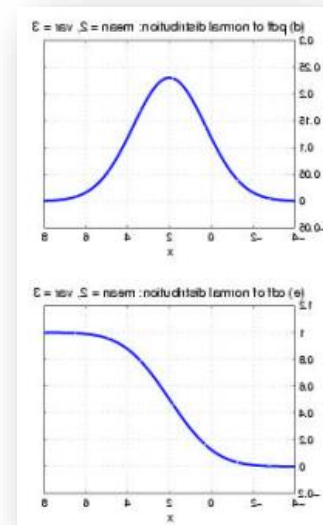 (d) pdf of normal distribution: mean = 2, var = 3
0.3
0.25
0.2
0.15
0.1
0.05
0
-0.05
8 6 4 2 0 -2 -4
x
(e) cdf of normal distribution: mean = 2, var = 3
1.2
1
0.8
0.6
0.4
0.2
0
-0.2
8 6 4 2 0 -2 -4
x